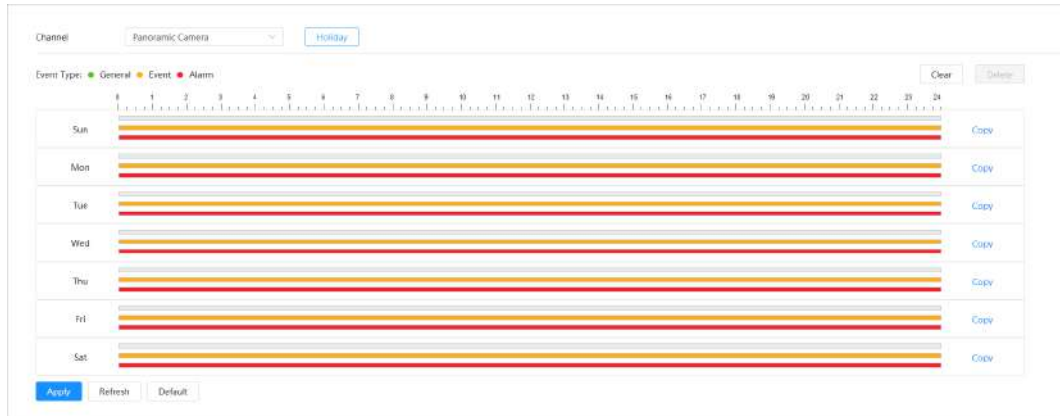 Channel Panoramic Camera Holiday
Event Type: General Event Alarm Clear Delete
0 1 2 3 4 5 6 7 8 9 10 11 12 13 14 15 16 17 18 19 20 21 22 23 24
Sun Copy
Mon Copy
Tue Copy
Wed Copy
Thu Copy
Fri Copy
Sat Copy
Apply Refresh Default